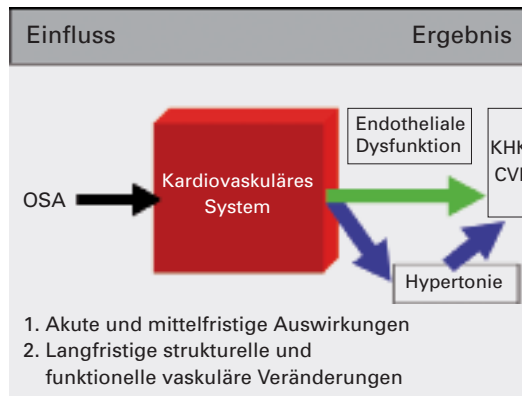 Einfluss Ergebnis
Endotheliale
Dysfunktion
KHK
Kardiovaskuläres
System
OSA
Hypertonie
1. Akute und mittelfristige Auswirkungen
2. Langfristige strukturelle und
funktionelle vaskuläre Veränderungen